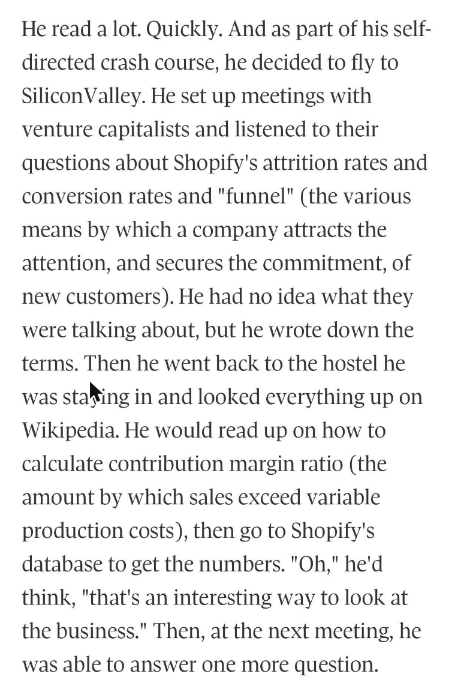 He read a lot. Quickly. And as part of his self-
directed crash course, he decided to fly to
SiliconValley. He set up meetings with
venture capitalists and listened to their
questions about Shopify's attrition rates and
conversion rates and "funnel" (the various
means by which a company attracts the
attention, and secures the commitment, of
new customers). He had no idea what they
were talking about, but he wrote down the
terms. Then he went back to the hostel he
was staying in and looked everything up on
Wikipedia. He would read up on how to
calculate contribution margin ratio (the
amount by which sales exceed variable
production costs), then go to Shopify's
database to get the numbers. "Oh," he'd
think, "that's an interesting way to look at
the business." Then, at the next meeting, he
was able to answer one more question.